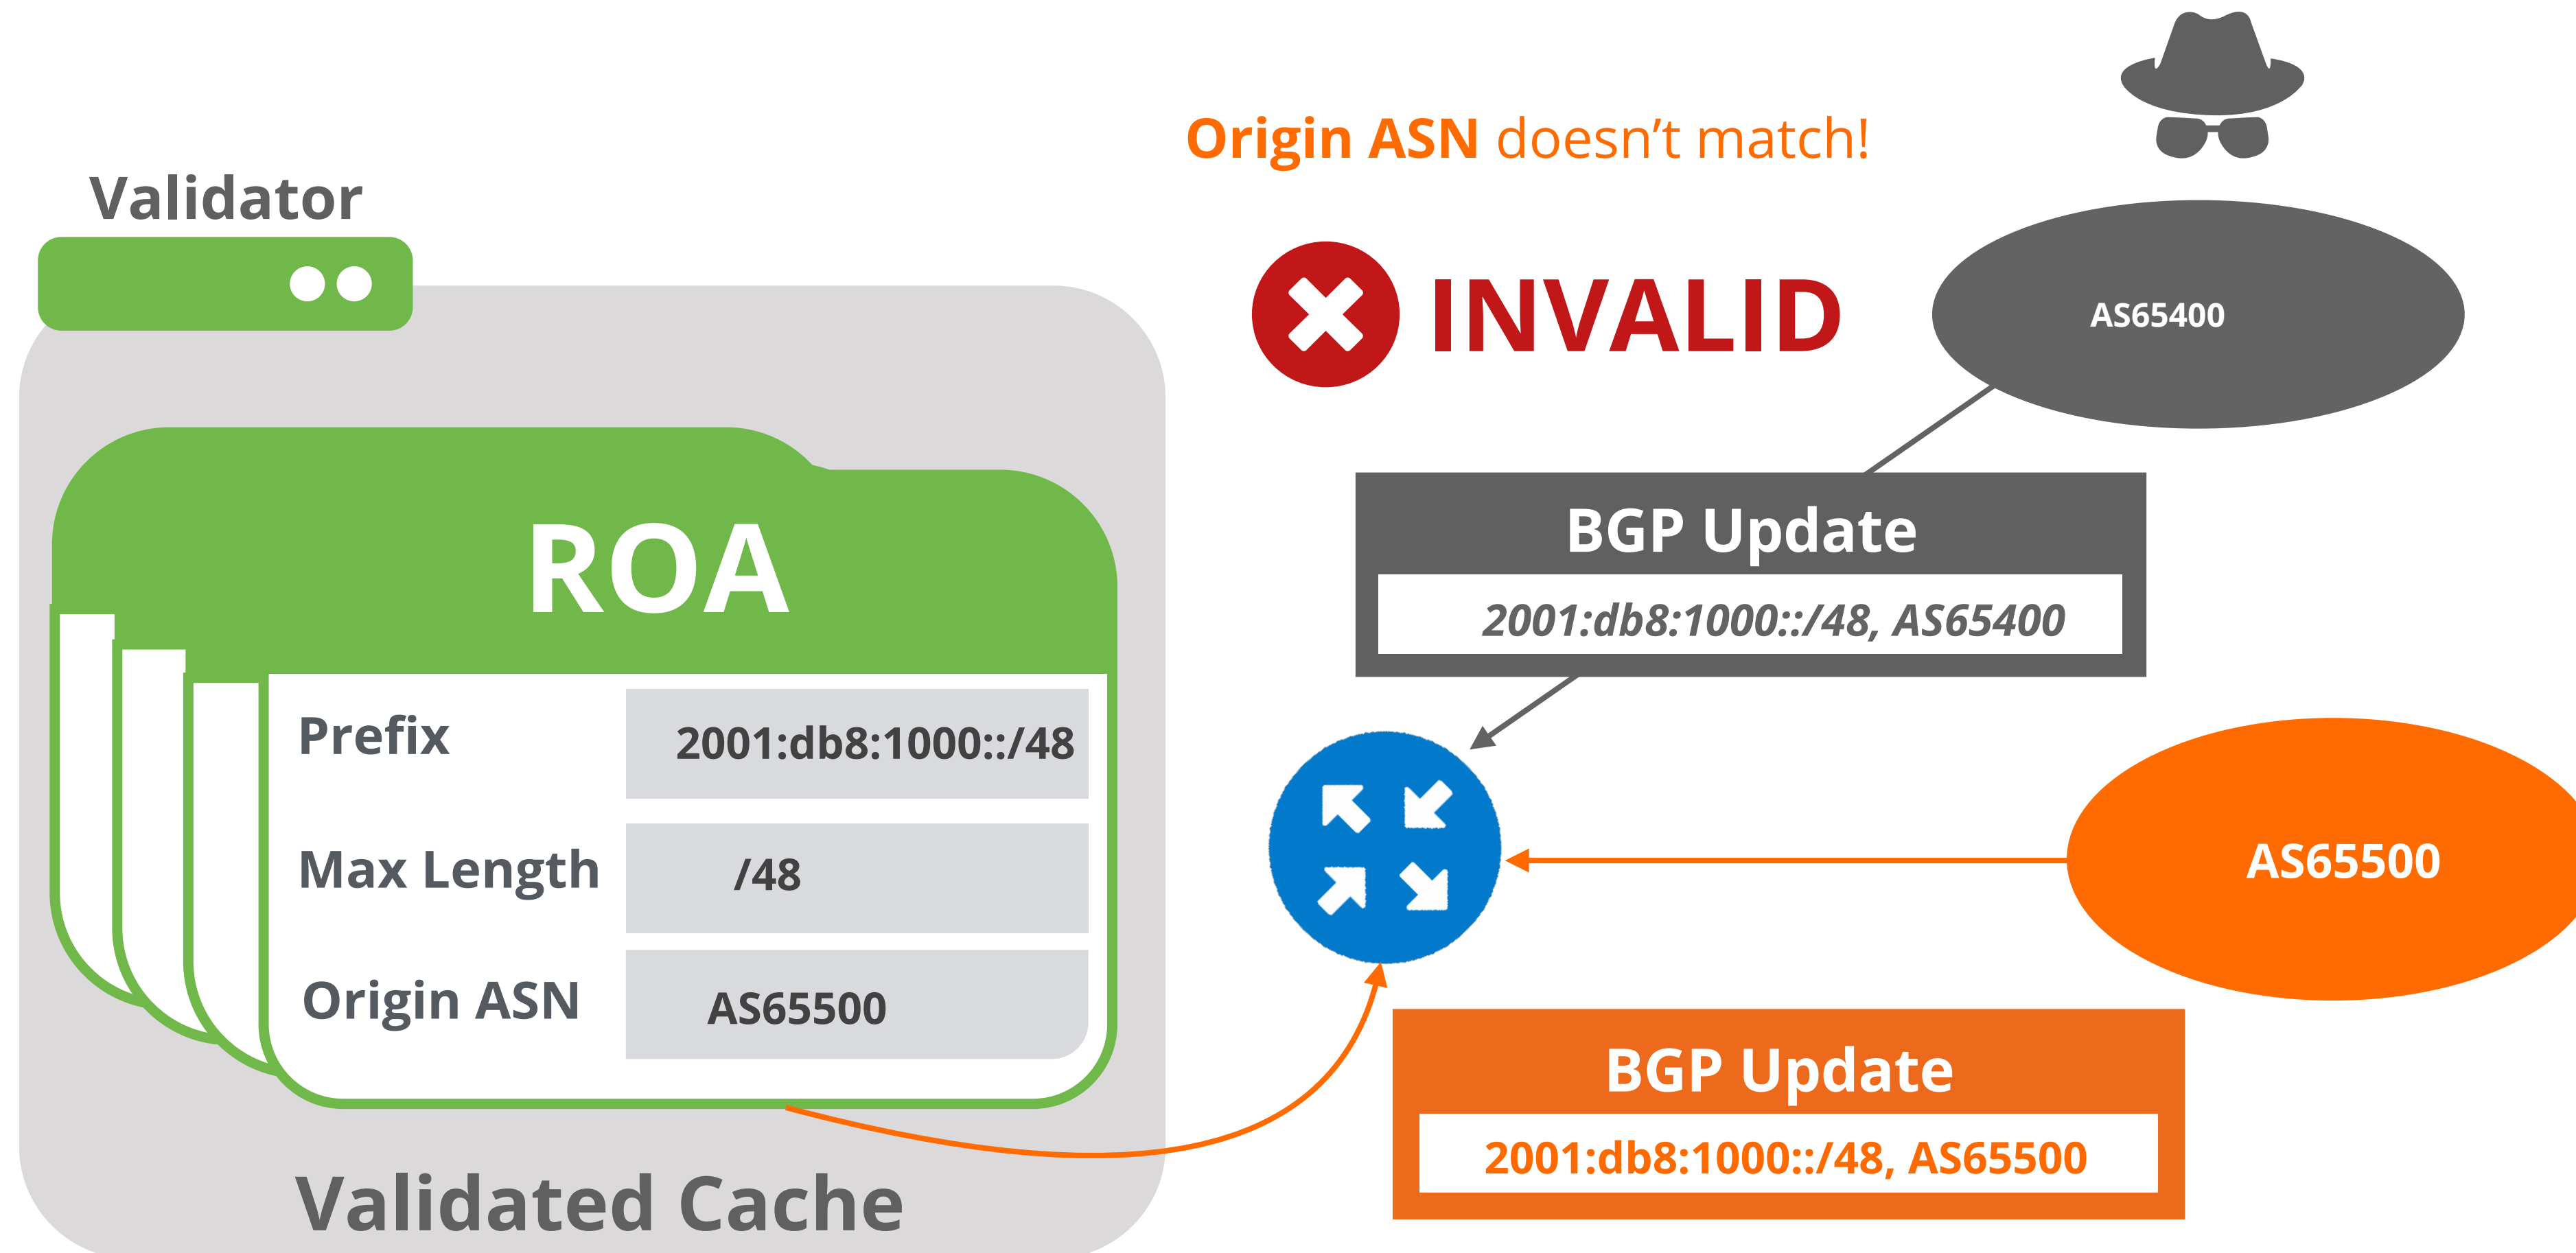 Origin ASN doesn’t match!
Validator
INVALID
AS65400
ROA
BGP Update
2001:db8:1000::/48, AS65400
Prefix
2001:db8:1000::/48
Max Length
/48
Origin ASN
AS65500
AS65500
BGP Update
2001:db8:1000::/48, AS65500
Validated Cache